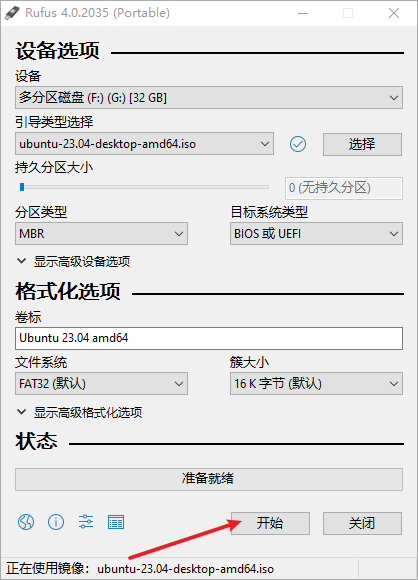 Rufus 4.0.2035 (Portable)
设备选项
设备
多分区磁盘 (F:) (G:) [32 GB]
引导类型选择
ubuntu-23.04-desktop-amd64.iso
选择
持久分区大小
0 (无持久分区)
分区类型
目标系统类型
MBR
BIOS 或 UEFI
显示高级设备选项
格式化选项
卷标
Ubuntu 23.04 amd64
文件系统
簇大小
FAT32 (默认)
16 K 字节 (默认)
显示高级格式化选项
状态
准备就绪
开始
关闭
正在使用镜像: ubuntu-23.04-desktop-amd64.iso